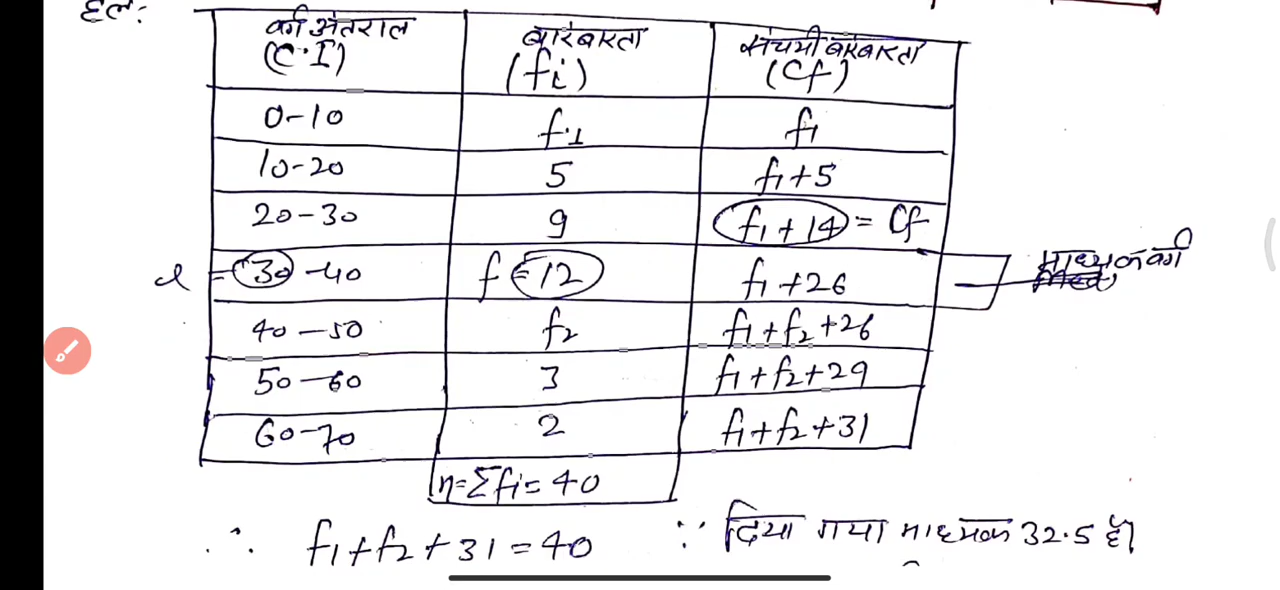 हल:
वर्ग अंतराल बारंबारता संचयी बारंबारता
(C.I) (fi) (Cf)
0-10 f1 f1
10-20 5 f1+5
20-30 9 f1+14 = Cf
l = 30-40 f = 12 f1+26 माध्यक वर्ग
40-50 f2 f1+f2+26
50-60 3 f1+f2+29
60-70 2 f1+f2+31
n=Σfi=40
∴ f1+f2+31=40 ∵ दिया गया माध्यक 32.5 है।